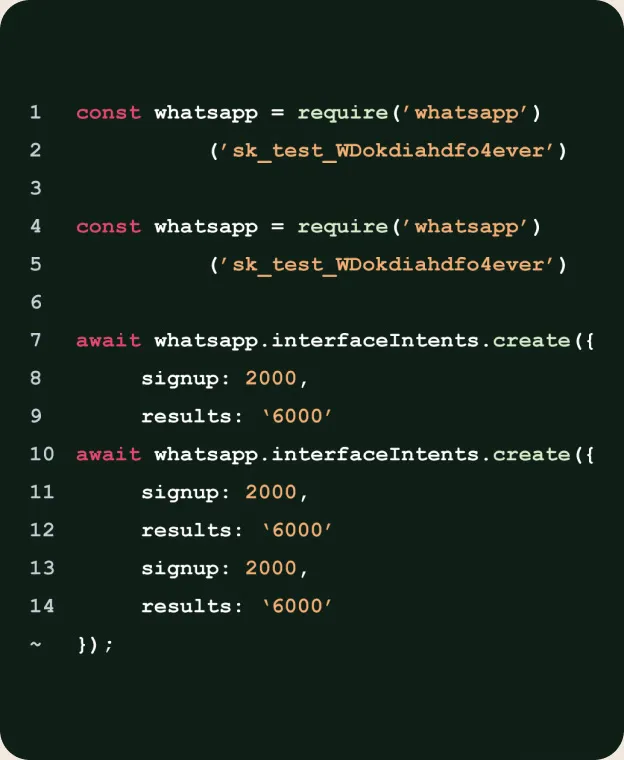 1 const whatsapp = require(’whatsapp’)
2 (’sk_test_WDokdiahdfo4ever’)
3
4 const whatsapp = require(’whatsapp’)
5 (’sk_test_WDokdiahdfo4ever’)
6
7 await whatsapp.interfaceIntents.create({
8 signup: 2000,
9 results: ‘6000’
10 await whatsapp.interfaceIntents.create({
11 signup: 2000,
12 results: ‘6000’
13 signup: 2000,
14 results: ‘6000’
~ });